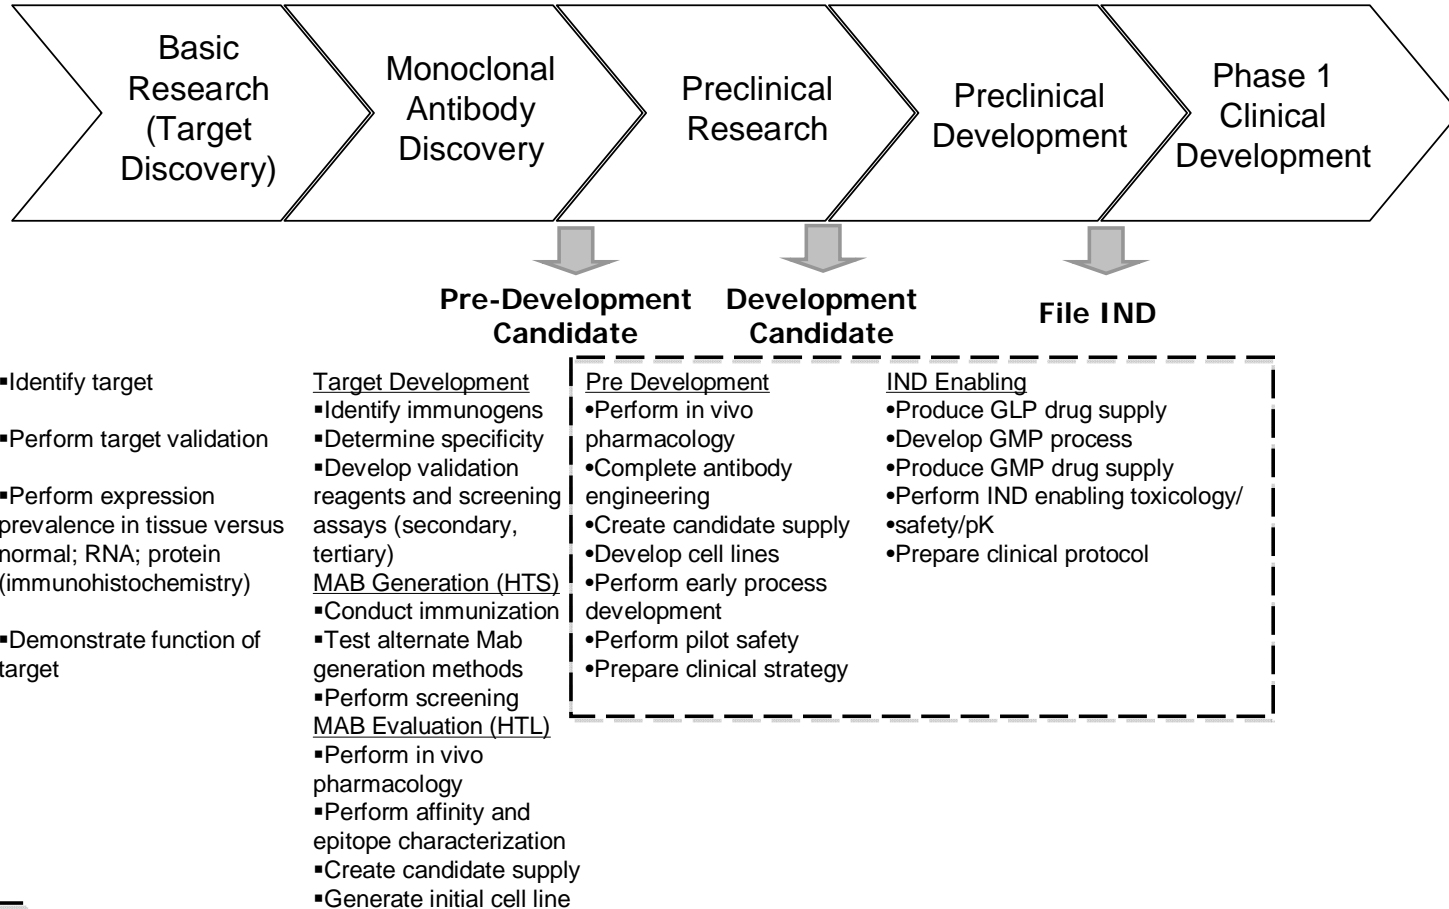 Basic
Research
(Target
Discovery)
Monoclonal
Antibody
Discovery
Preclinical
Research
Preclinical
Development
Phase 1
Clinical
Development
Pre-Development
Candidate
Development
Candidate
File IND
▪Identify target
▪Perform target validation
▪Perform expression
prevalence in tissue versus
normal; RNA; protein
(immunohistochemistry)
▪Demonstrate function of
target
Target Development
▪Identify immunogens
▪Determine specificity
▪Develop validation
reagents and screening
assays (secondary,
tertiary)
MAB Generation (HTS)
▪Conduct immunization
▪Test alternate Mab
generation methods
▪Perform screening
MAB Evaluation (HTL)
▪Perform in vivo
pharmacology
▪Perform affinity and
epitope characterization
▪Create candidate supply
▪Generate initial cell line
Pre Development
•Perform in vivo
pharmacology
•Complete antibody
engineering
•Create candidate supply
•Develop cell lines
•Perform early process
development
•Perform pilot safety
•Prepare clinical strategy
IND Enabling
•Produce GLP drug supply
•Develop GMP process
•Produce GMP drug supply
•Perform IND enabling toxicology/
•safety/pK
•Prepare clinical protocol